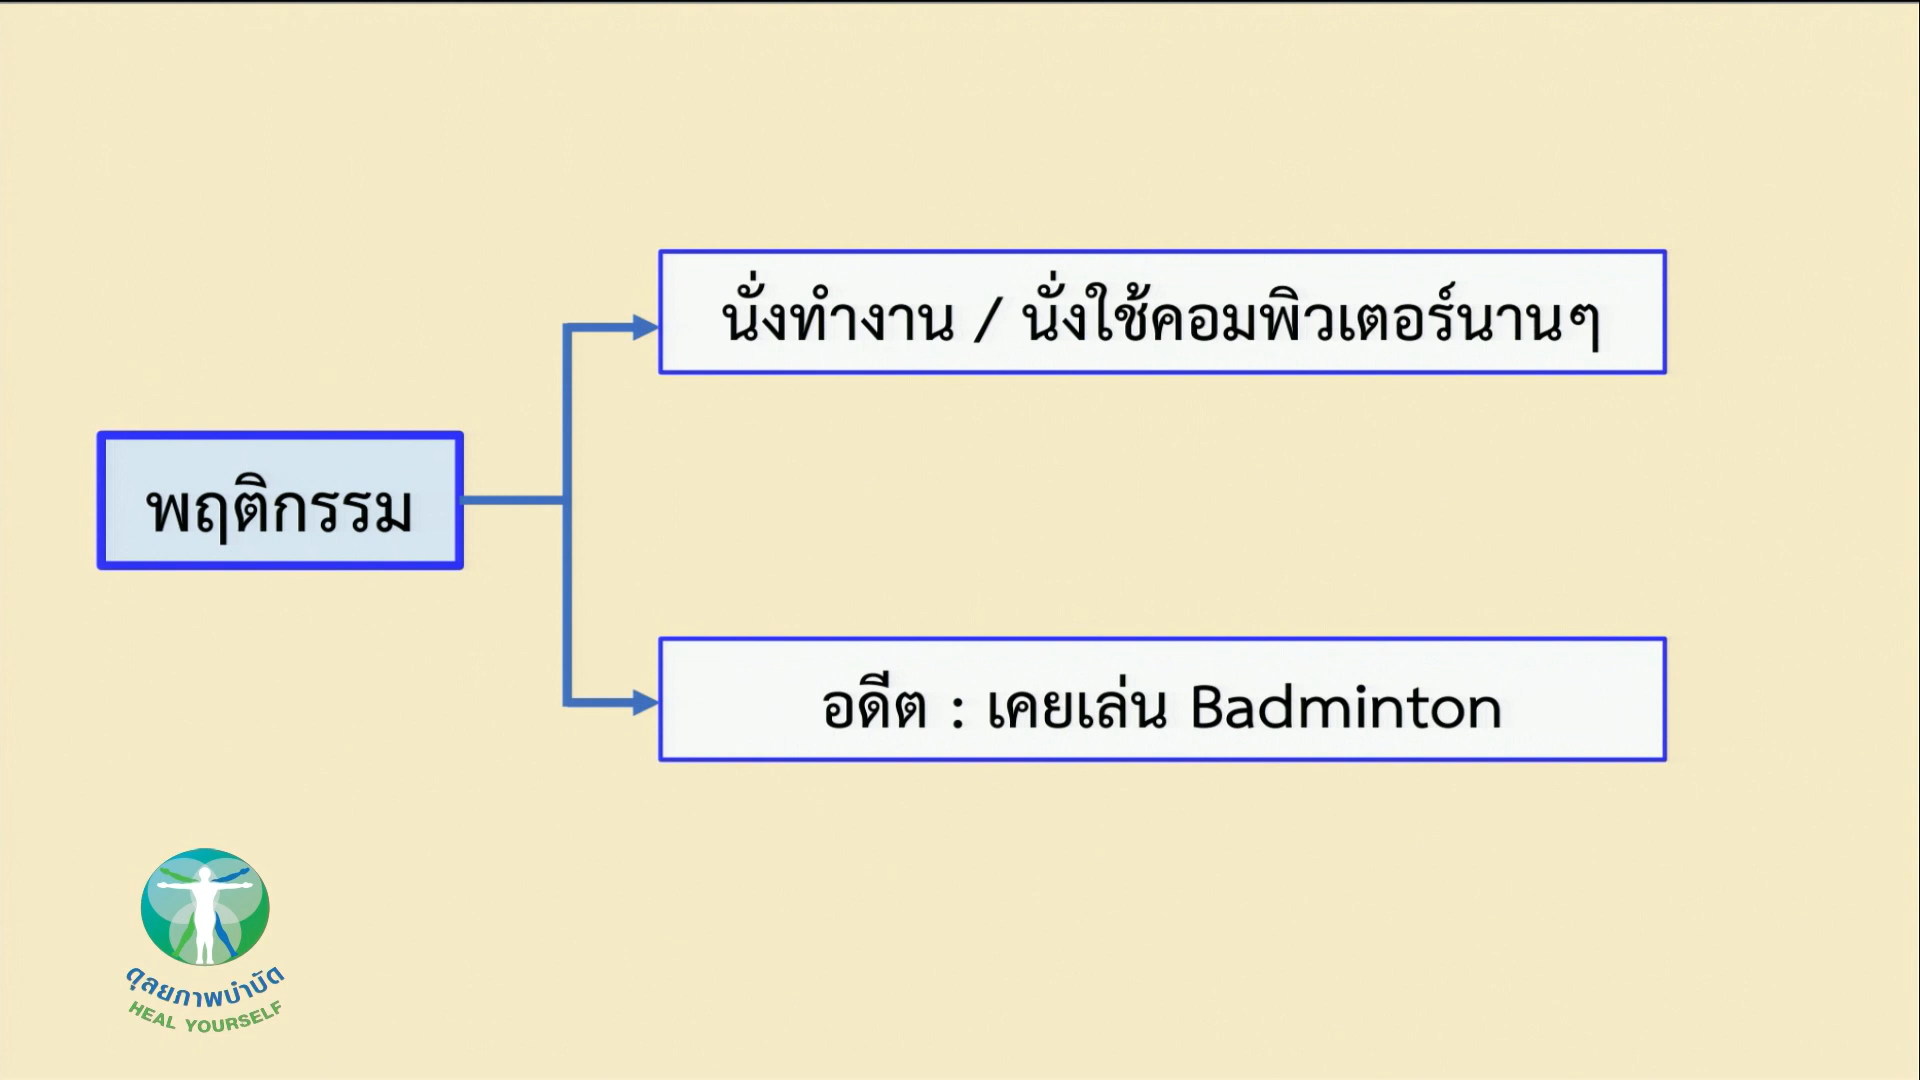 นั่งทำงาน / นั่งใช้คอมพิวเตอร์นานๆ
พฤติกรรม
อดีต : เคยเล่น Badminton
ดุลยภาพบำบัด
HEAL YOURSELF